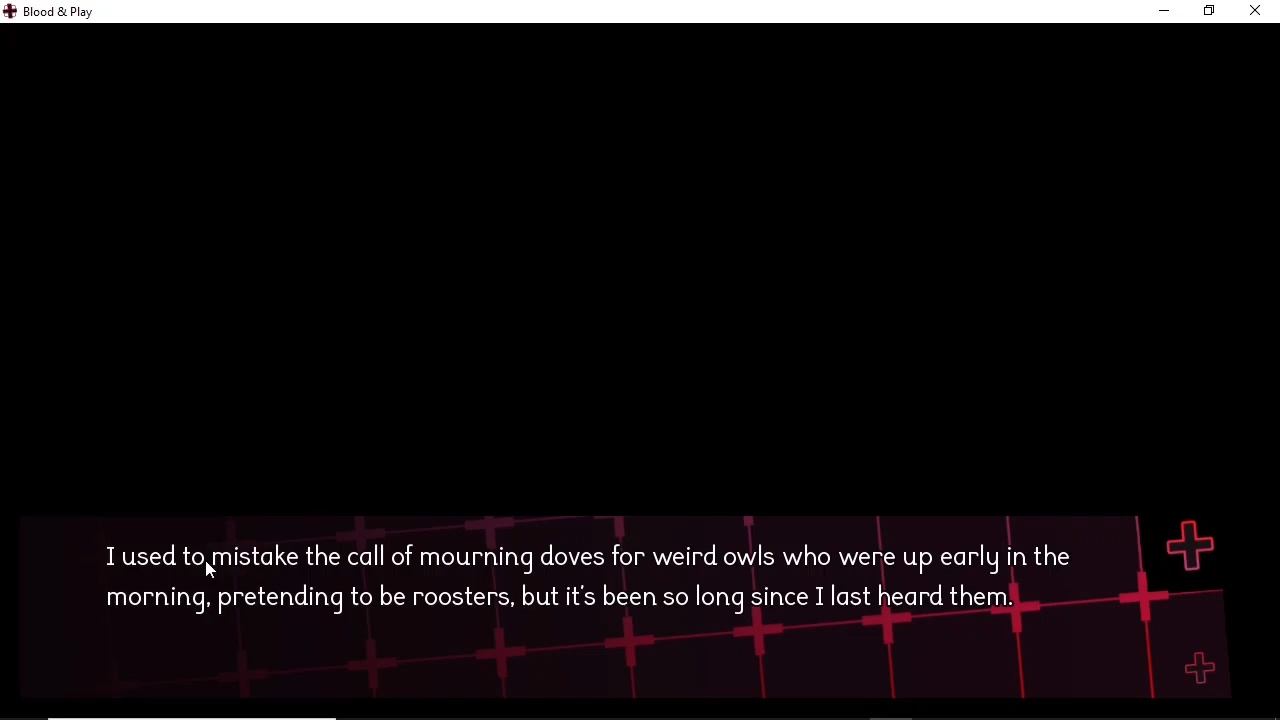 Blood & Play
I used to mistake the call of mourning doves for weird owls who were up early in the
morning, pretending to be roosters, but it's been so long since I last heard them.